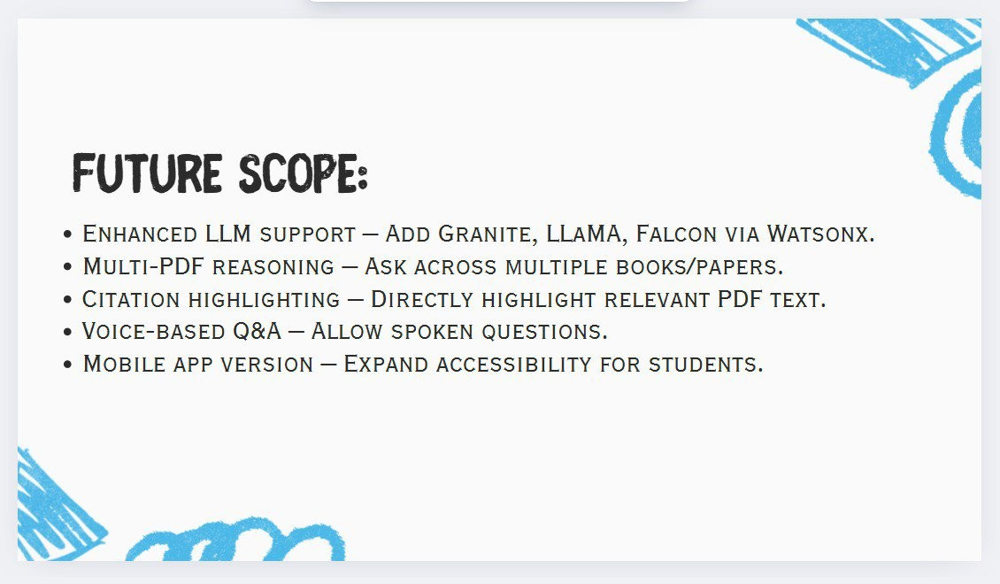 FUTURE SCOPE:
• ENHANCED LLM SUPPORT – ADD GRANITE, LLAMA, FALCON VIA WATSONX.
• MULTI-PDF REASONING – ASK ACROSS MULTIPLE BOOKS/PAPERS.
• CITATION HIGHLIGHTING – DIRECTLY HIGHLIGHT RELEVANT PDF TEXT.
• VOICE-BASED Q&A – ALLOW SPOKEN QUESTIONS.
• MOBILE APP VERSION – EXPAND ACCESSIBILITY FOR STUDENTS.